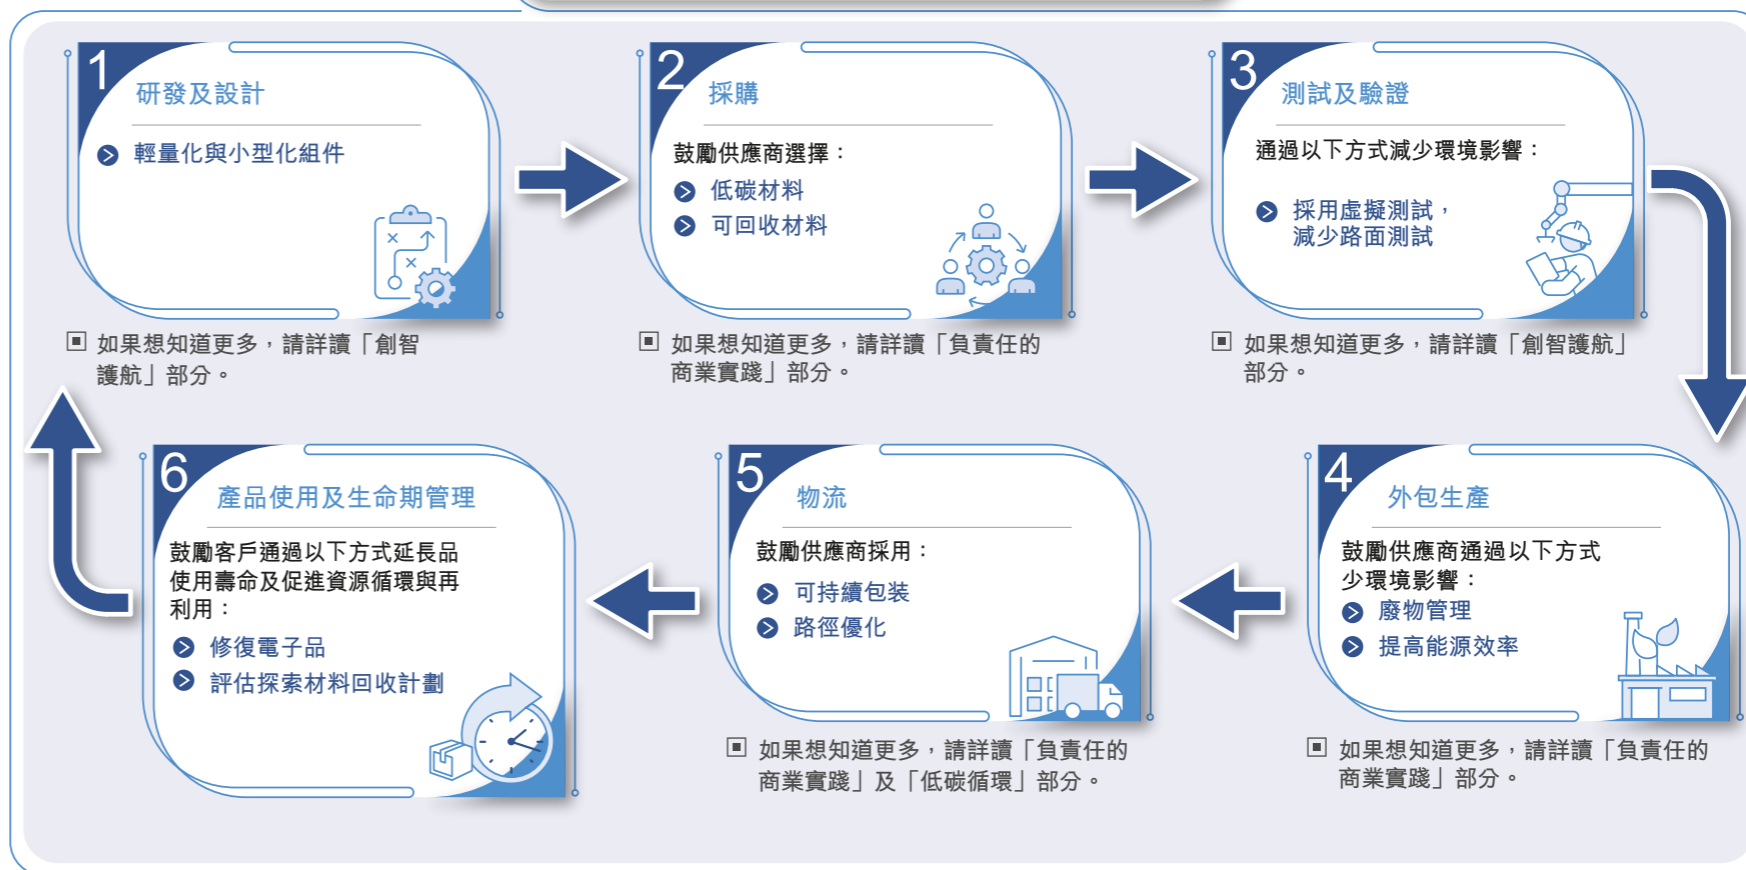 1
研發及設計
輕量化與小型化組件
如果想知道更多，請詳讀「創智
護航」部分。
2
採購
鼓勵供應商選擇：
低碳材料
可回收材料
如果想知道更多，請詳讀「負責任的
商業實踐」部分。
3
測試及驗證
通過以下方式減少環境影響：
採用虛擬測試，
減少路面測試
如果想知道更多，請詳讀「創智護航」
部分。
4
外包生產
鼓勵供應商通過以下方式
少環境影響：
廢物管理
提高能源效率
如果想知道更多，請詳讀「負責任的
商業實踐」部分。
5
物流
鼓勵供應商採用：
可持續包装
路徑優化
如果想知道更多，請詳讀「負責任的
商業實踐」及「低碳循環」部分。
6
產品使用及生命期管理
鼓勵客戶通過以下方式延長品
使用壽命及促進資源循環與再
利用：
修復電子品
評估探索材料回收計劃